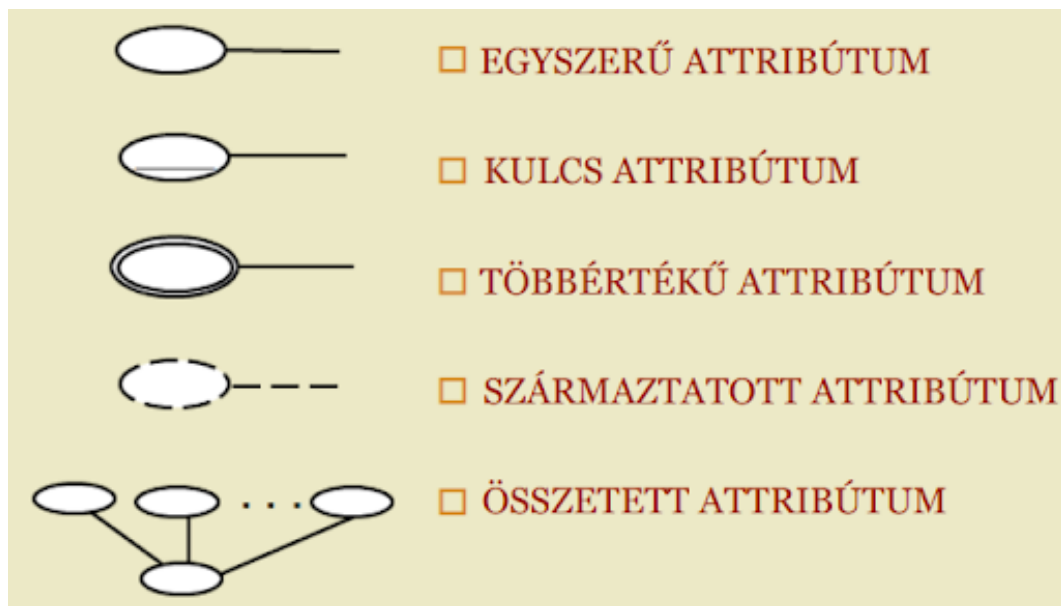 EGYSZERŰ ATTRIBÚTUM
KULCS ATTRIBÚTUM
TÖBBÉRTÉKŰ ATTRIBÚTUM
SZÁRMAZTATOTT ATTRIBÚTUM
. . .
ÖSSZETETT ATTRIBÚTUM